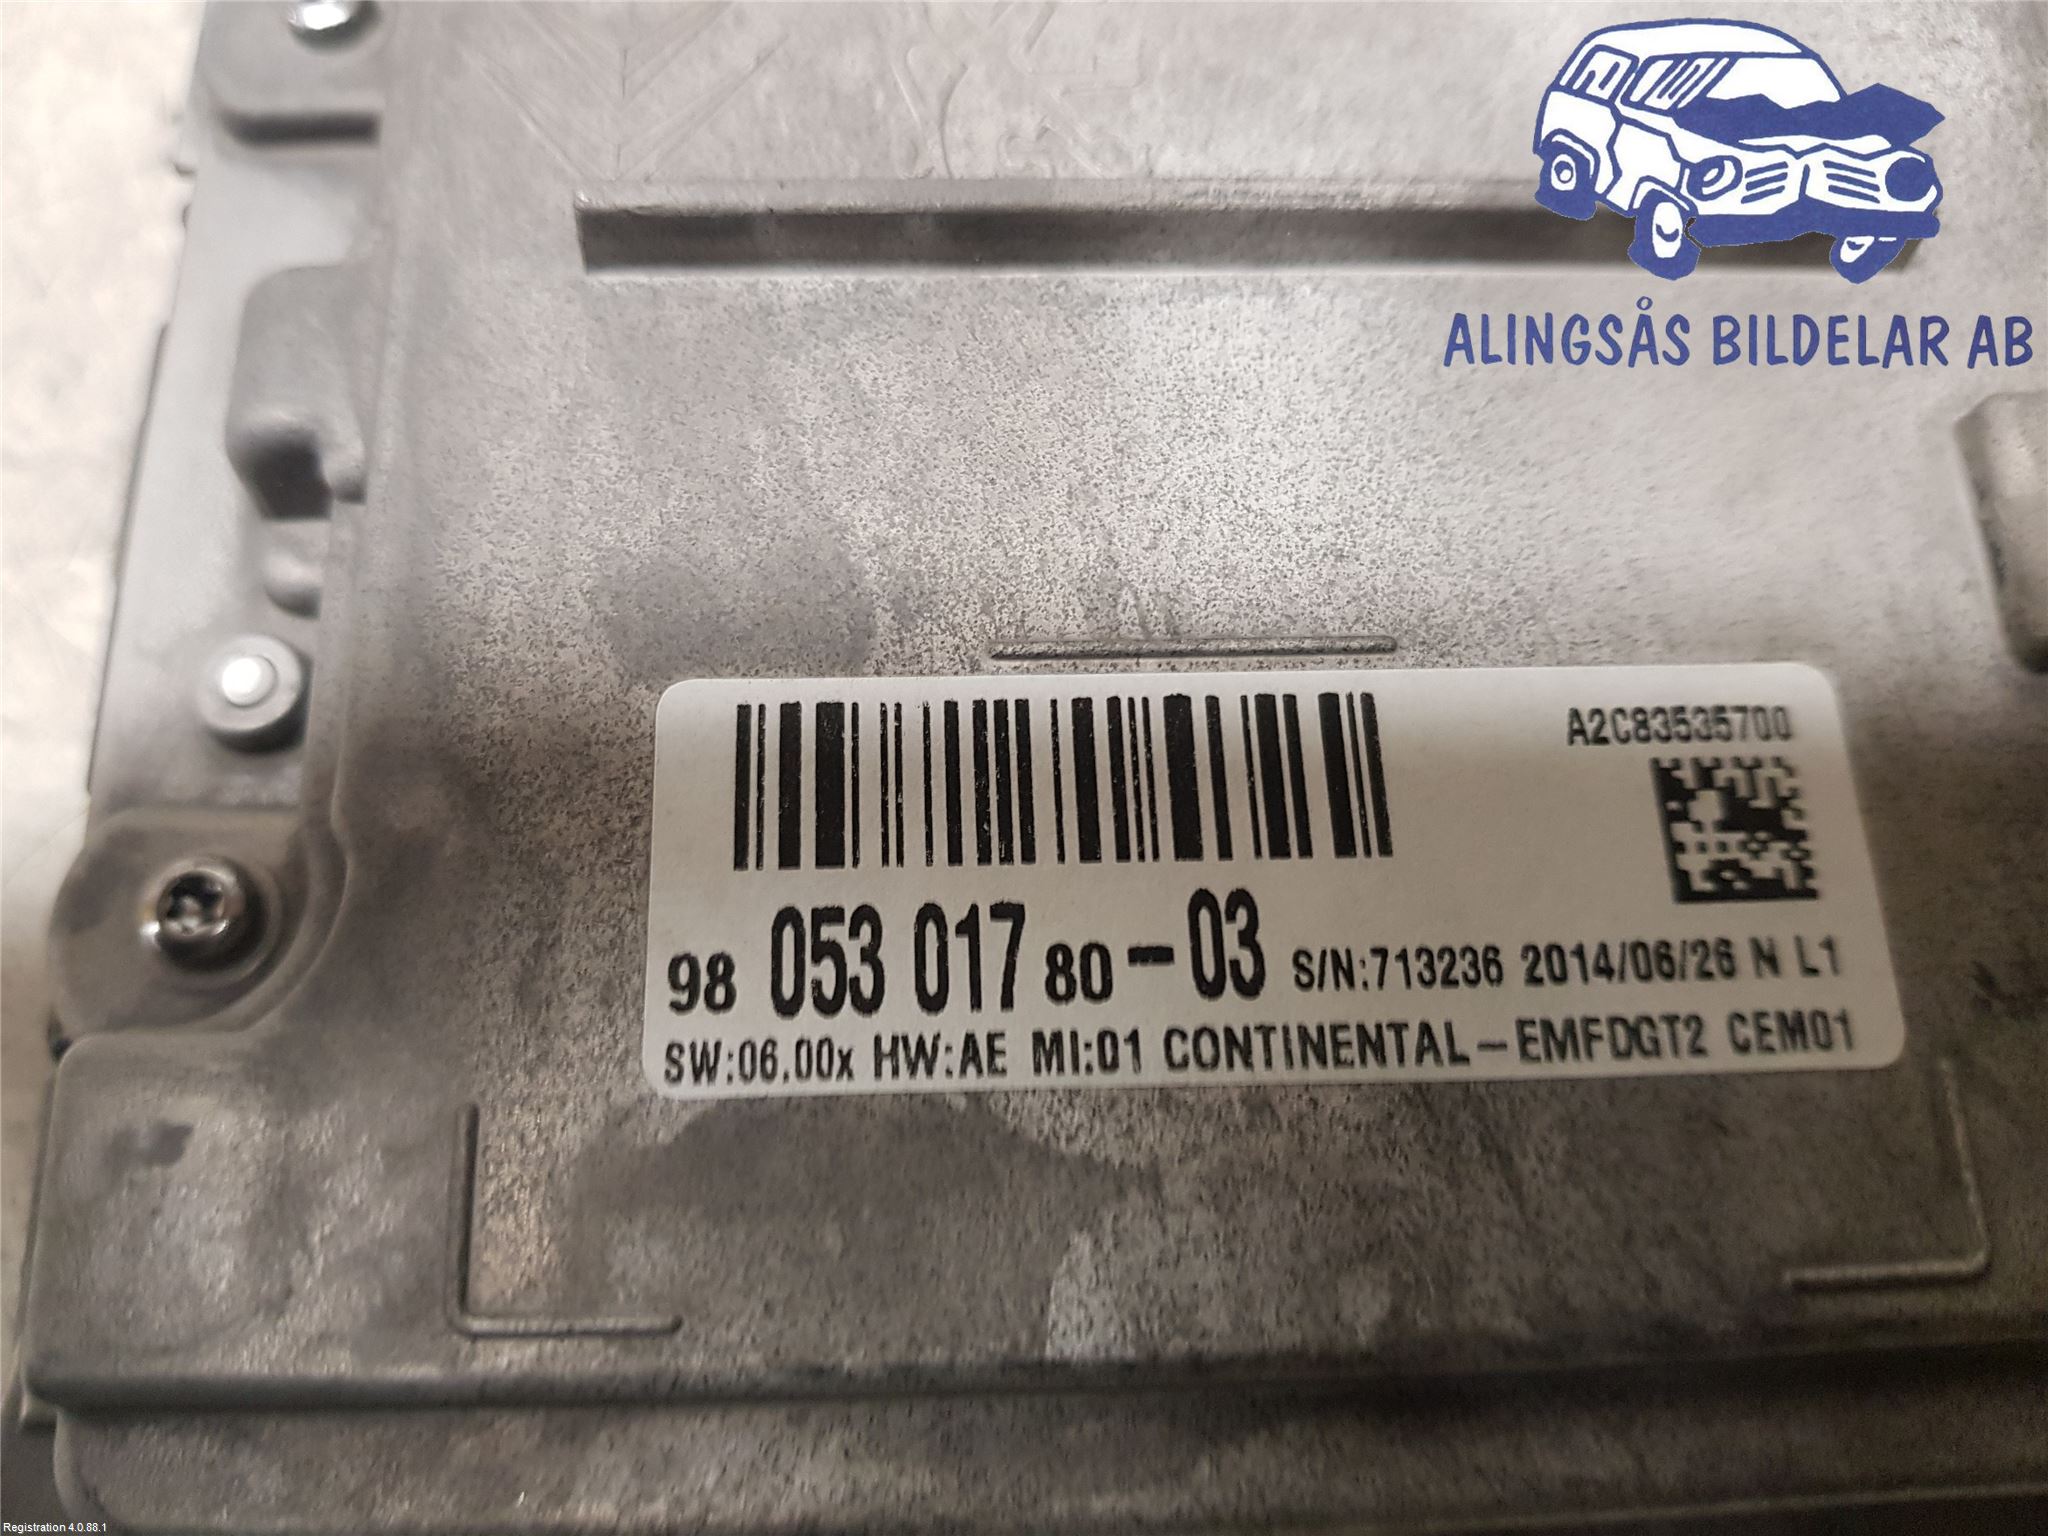 ALINGSÅS BILDELAR AB
A2C83535700
98 053 017 80-03 S/N:713236 2014/06/26 N L1
SW:06.00x HW:AE MI:01 CONTINENTAL-EMFDGT2 CEM01
Registration 4.0.88.1